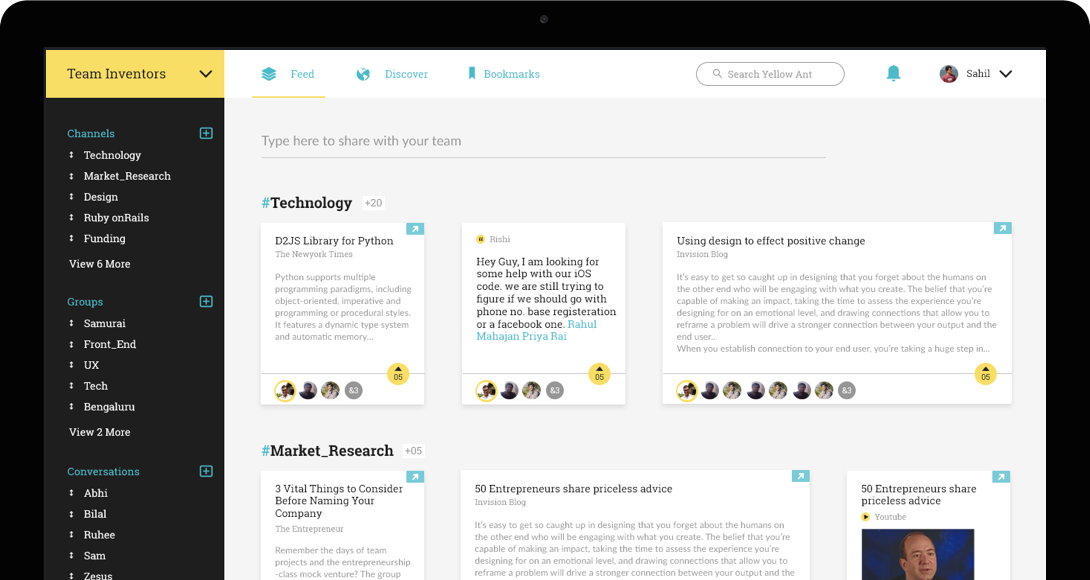 Team Inventors
Feed
Discover
Bookmarks
Search Yellow Ant
Sahil
Channels
Technology
Market_Research
Design
Ruby onRails
Funding
View 6 More
Groups
Samurai
Front_End
UX
Tech
Bengaluru
View 2 More
Conversations
Abhi
Bilal
Ruhee
Sam
Zesus
Type here to share with your team
#Technology +20
D2JS Library for Python
The Newyork Times
Python supports multiple
programming paradigms, including
object-oriented, imperative and
programming or procedural styles.
It features a dynamic type system
and automatic memory...
05
&3
Rishi
Hey Guy, I am looking for
some help with our iOS
code. we are still trying to
figure if we should go with
phone no. base registeration
or a facebook one. Rahul
Mahajan Priya Rai
05
&3
Using design to effect positive change
Invision Blog
It's easy to get so caught up in designing that you forget about the humans on
the other end who will be engaging with what you create. The belief that you're
capable of making an impact, taking the time to assess the experience you're
designing for on an emotional level, and drawing connections that allow you to
reframe a problem will drive a stronger connection between your output and the
end user..
When you establish connection to your end user, you're taking a huge step in...
05
&3
#Market_Research +05
3 Vital Things to Consider
Before Naming Your
Company
The Entrepreneur
Remember the days of team
projects and the entrepreneurship
-class mock venture? The group
50 Entrepreneurs share priceless advice
Invision Blog
It's easy to get so caught up in designing that you forget about the humans on
the other end who will be engaging with what you create. The belief that you're
capable of making an impact, taking the time to assess the experience you're
designing for on an emotional level, and drawing connections that allow you to
reframe a problem will drive a stronger connection between your output and the
50 Entrepreneurs share
priceless advice
Youtube